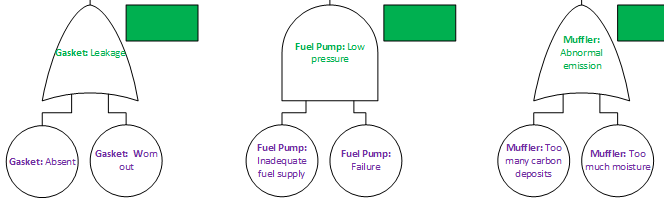 Gasket: Leakage
Fuel Pump: Low
pressure
Muffler:
Abnormal
emission
Gasket: Absent
Gasket: Worn
out
Fuel Pump:
Inadequate
fuel supply
Fuel Pump:
Failure
Muffler: Too
many carbon
deposits
Muffler: Too
much moisture